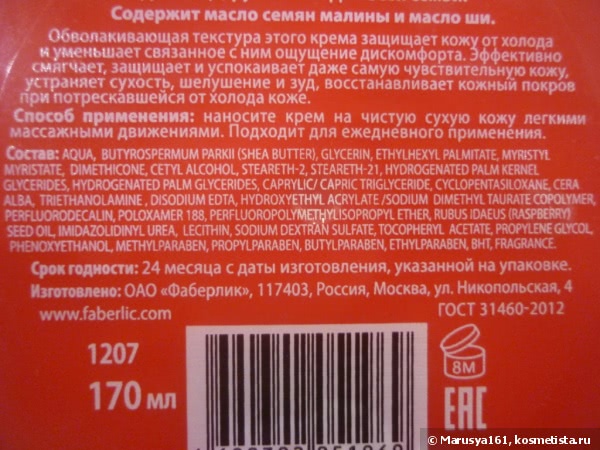 Содержит масло семян малины и масло ши.
Обволакивающая текстура этого крема защищает кожу от холода
и уменьшает связанное с ним ощущение дискомфорта. Эффективно
смягчает, защищает и успокаивает даже самую чувствительную кожу,
устраняет сухость, шелушение и зуд, восстанавливает кожный покров
при потрескавшейся от холода коже.
Способ применения: наносите крем на чистую сухую кожу легкими
массажными движениями. Подходит для ежедневного применения.
Состав: AQUA, BUTYROSPERMUM PARKII (SHEA BUTTER), GLYCERIN, ETHYLHEXYL PALMITATE, MYRISTYL
MYRISTATE, DIMETHICONE, CETYL ALCOHOL, STEARETH-2, STEARETH-21, HYDROGENATED PALM KERNEL
GLYCERIDES, HYDROGENATED PALM GLYCERIDES, CAPRYLIC/ CAPRIC TRIGLYCERIDE, CYCLOPENTASILOXANE, CERA
ALBA, TRIETHANOLAMINE , DISODIUM EDTA, HYDROXYETHYL ACRYLATE /SODIUM DIMETHYL TAURATE COPOLYMER,
PERFLUORODECALIN, POLOXAMER 188, PERFLUOROPOLYMETHYLISOPROPYL ETHER, RUBUS IDAEUS (RASPBERRY)
SEED OIL, IMIDAZOLIDINYL UREA, LECITHIN, SODIUM DEXTRAN SULFATE, TOCOPHERYL ACETATE, PROPYLENE GLYCOL,
PHENOXYETHANOL, METHYLPARABEN, PROPYLPARABEN, BUTYLPARABEN, ETHYLPARABEN, BHT, FRAGRANCE.
Срок годности: 24 месяца с даты изготовления, указанной на упаковке.
Изготовлено: ОАО «Фаберлик», 117403, Россия, Москва, ул. Никопольская, 4
www.faberlic.com ГОСТ 31460-2012
1207
170 мл
8M
EAC
© Marusya161, kosmetista.ru